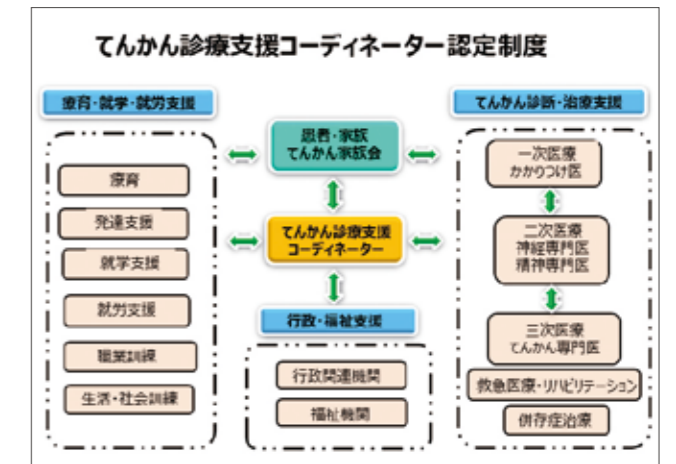 てんかん診療支援コーディネーター認定制度
療育・就学・就労支援
療育
発達支援
就学支援
就労支援
職業訓練
生活・社会訓練
患者・家族
てんかん家族会
てんかん診療支援
コーディネーター
行政・福祉支援
行政関連機関
福祉機関
てんかん診断・治療支援
一次医療
かかりつけ医
二次医療
神経専門医
精神専門医
三次医療
てんかん専門医
救急医療・リハビリテーション
併存症治療